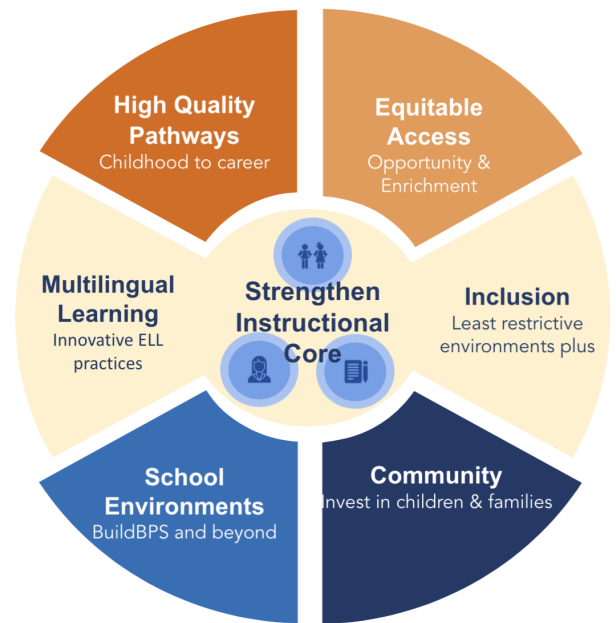 High Quality
Pathways
Childhood to career
Equitable
Access
Opportunity &
Enrichment
Multilingual
Learning
Innovative ELL
practices
Strengthen
Instructional
Core
Inclusion
Least restrictive
environments plus
School
Environments
BuildBPS and beyond
Community
Invest in children & families